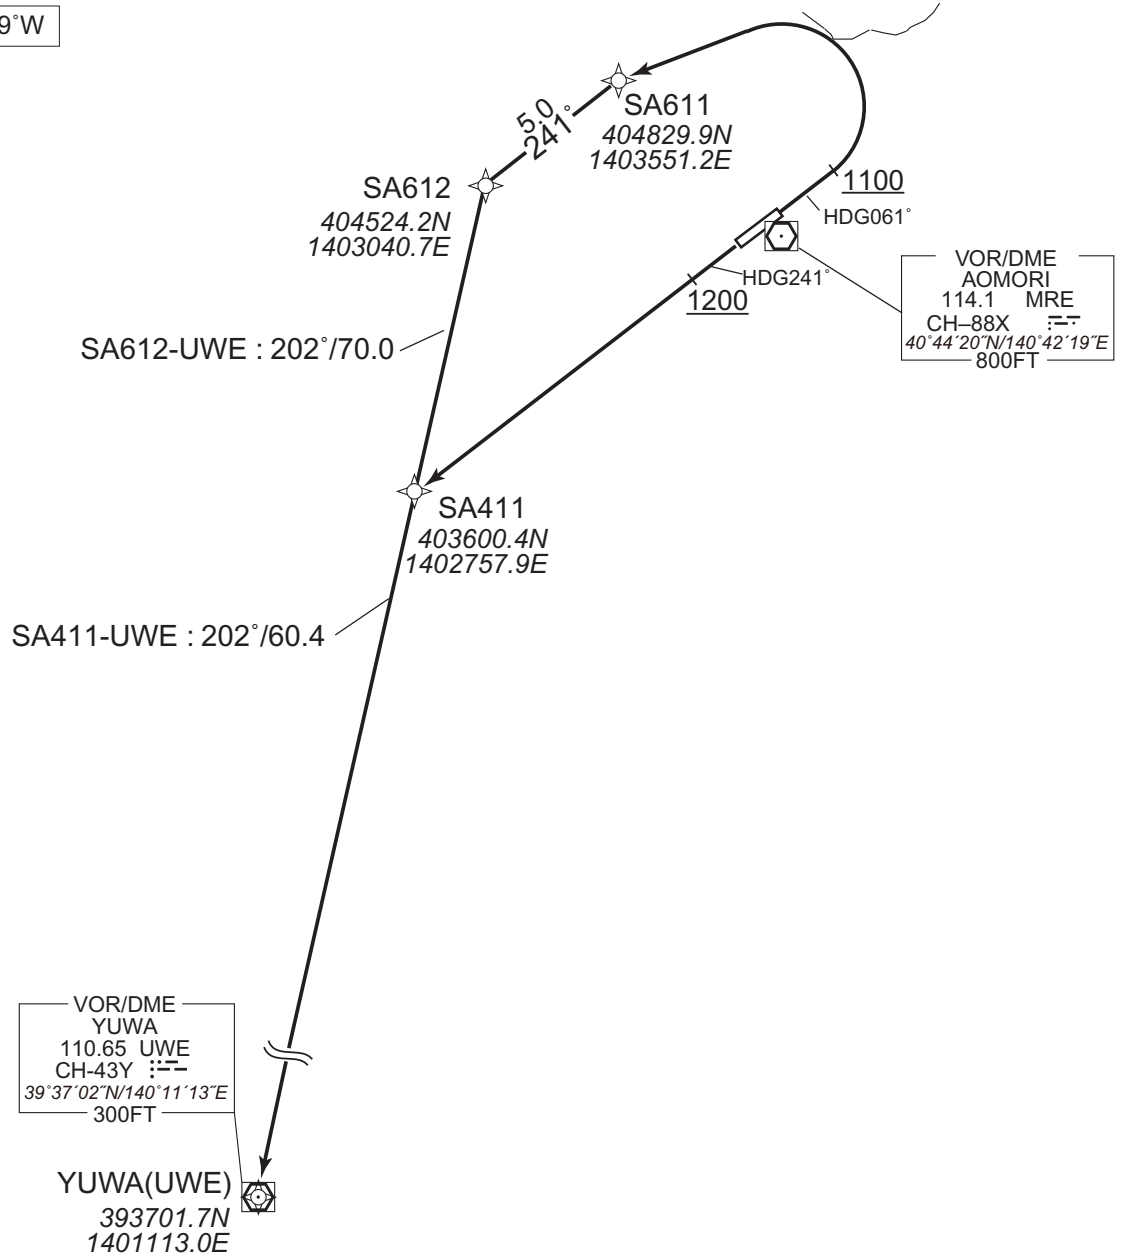 9°W
SA611
404829.9N
1403551.2E
5.0
241°
SA612
404524.2N
1403040.7E
1100
HDG061°
HDG241°
1200
VOR/DME
AOMORI
114.1 MRE
CH–88X
40°44′20″N/140°42′19″E
800FT
SA612-UWE : 202°/70.0
SA411
403600.4N
1402757.9E
SA411-UWE : 202°/60.4
VOR/DME
YUWA
110.65 UWE
CH-43Y
39°37′02″N/140°11′13″E
300FT
YUWA(UWE)
393701.7N
1401113.0E